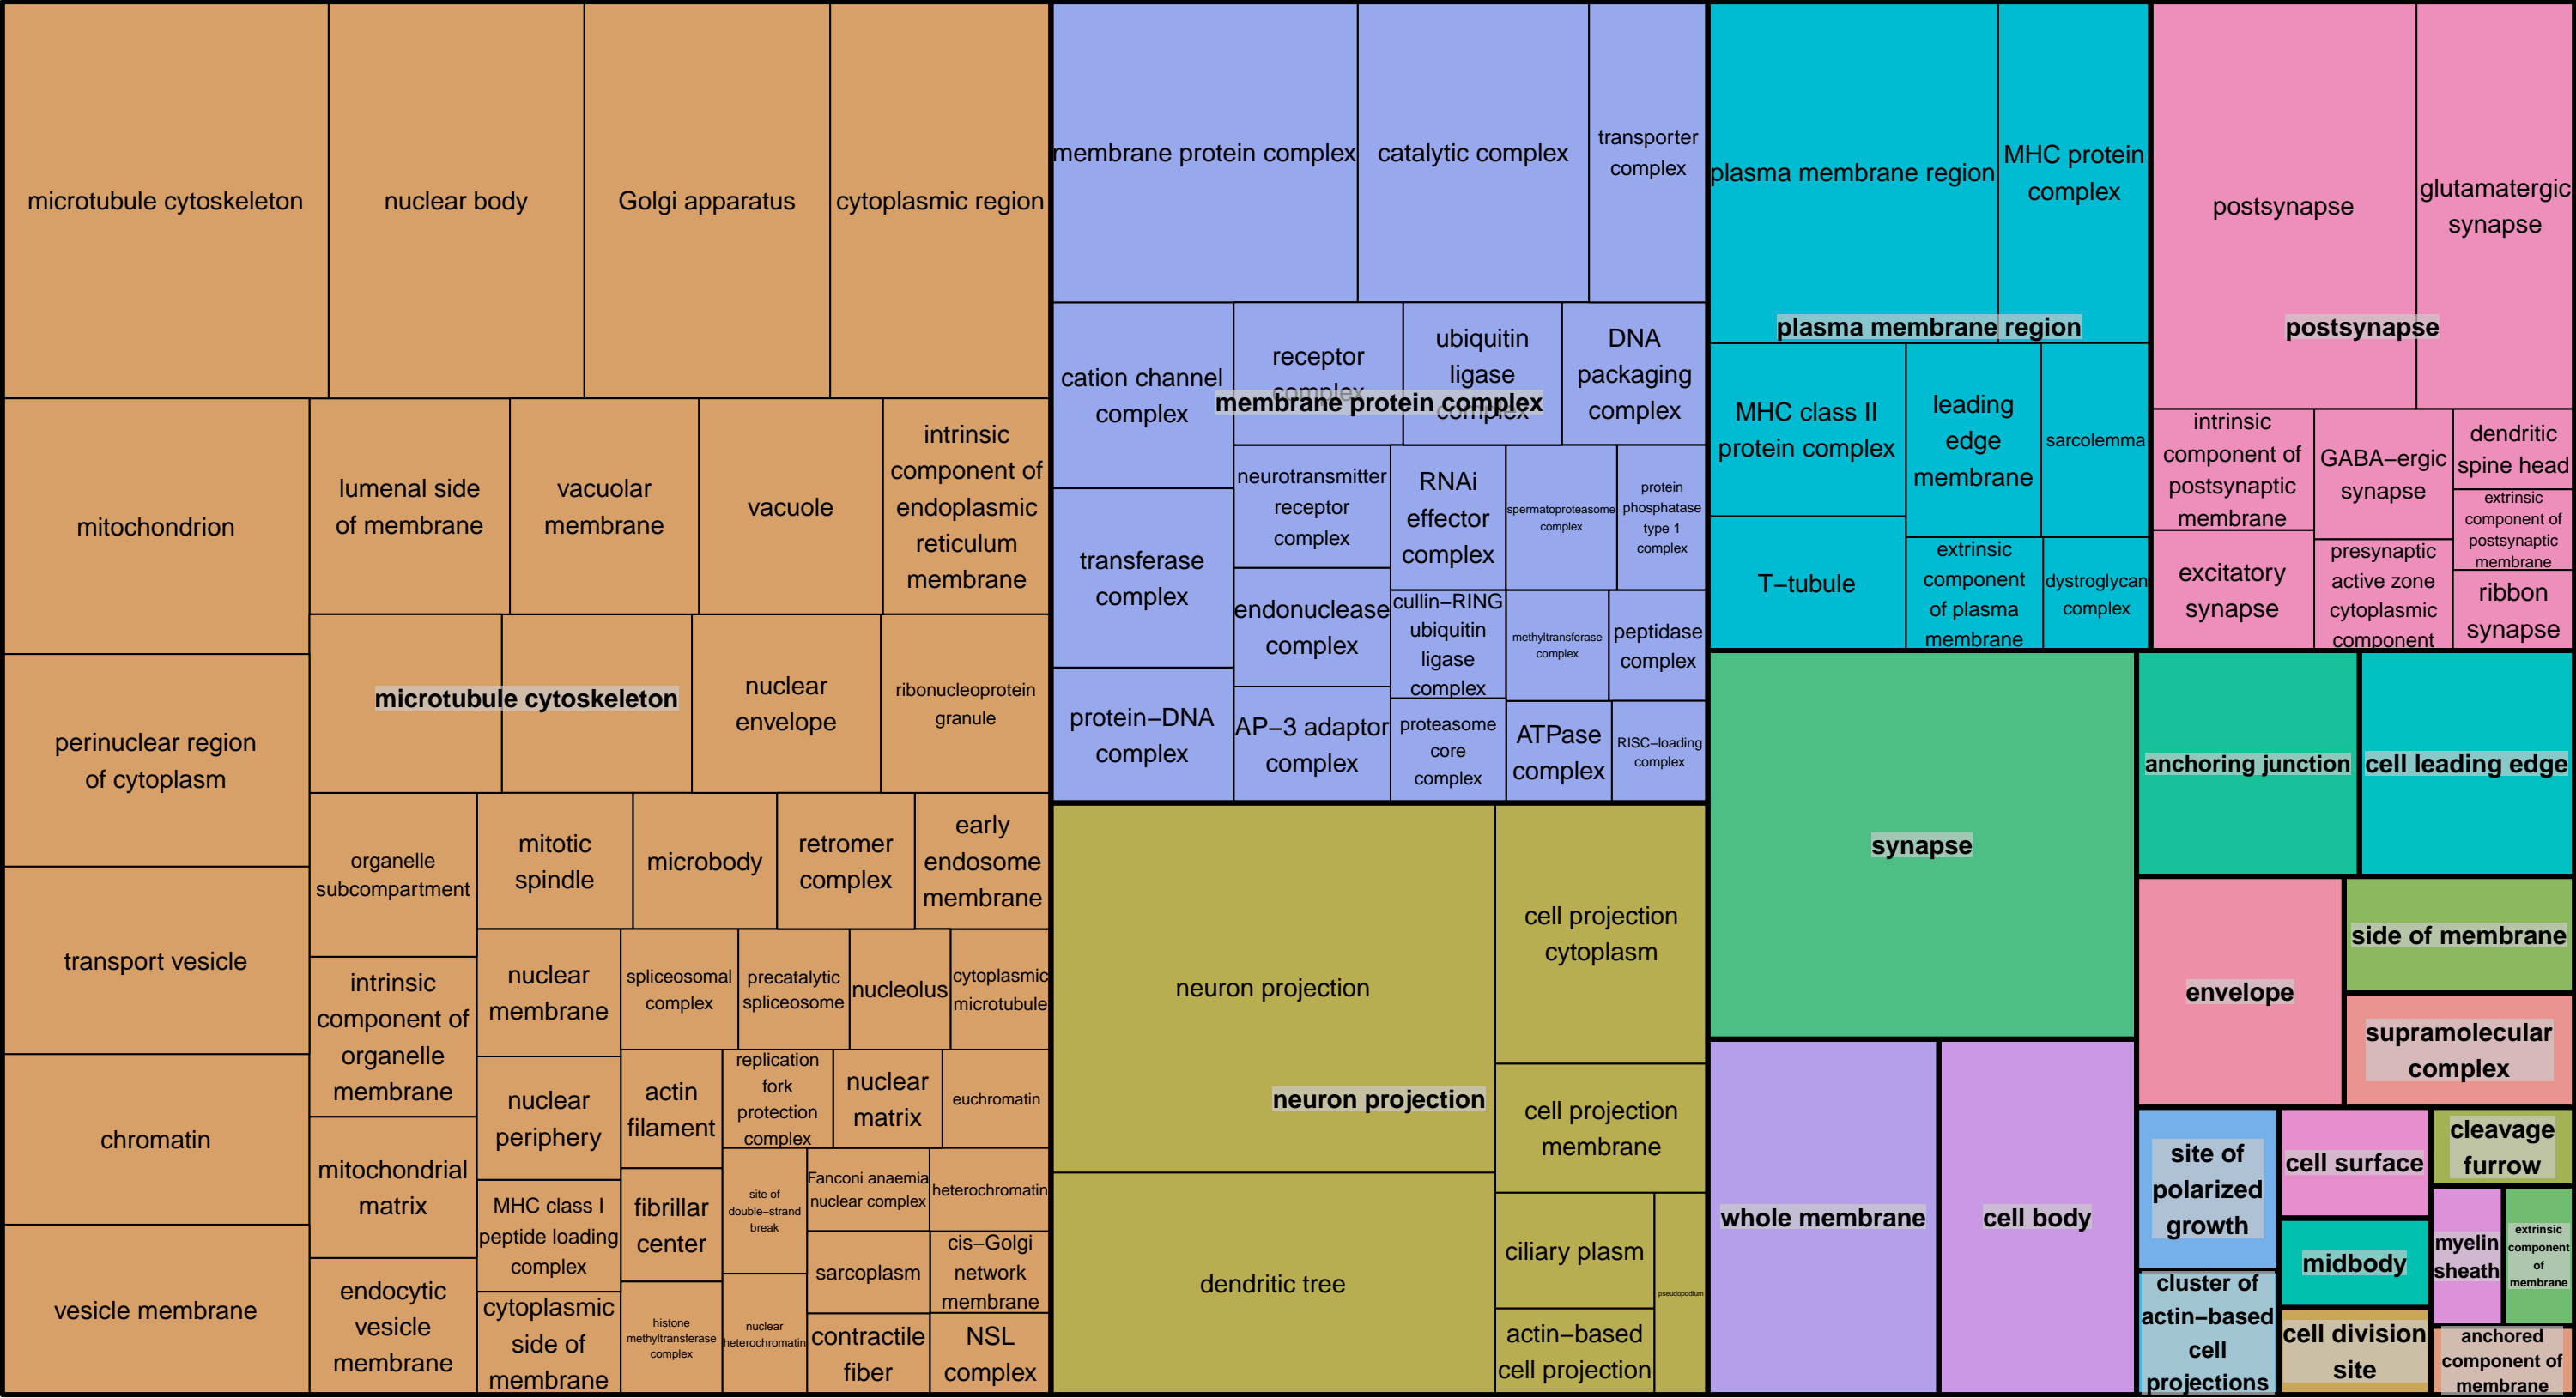 microtubule cytoskeleton
nuclear body
Golgi apparatus
cytoplasmic region
mitochondrion
perinuclear region
of cytoplasm
transport vesicle
chromatin
vesicle membrane
lumenal side
of membrane
vacuolar
membrane
vacuole
intrinsic
component of
endoplasmic
reticulum
membrane
microtubule cytoskeleton
nuclear
envelope
ribonucleoprotein
granule
organelle
subcompartment
mitotic
spindle
microbody
retromer
complex
early
endosome
membrane
intrinsic
component of
organelle
membrane
mitochondrial
matrix
endocytic
vesicle
membrane
nuclear
membrane
nuclear
periphery
MHC class I
peptide loading
complex
cytoplasmic
side of
membrane
spliceosomal
complex
precatalytic
spliceosome
nucleolus
cytoplasmic
microtubule
actin
filament
fibrillar
center
histone
methyltransferase
complex
replication
fork
protection
complex
nuclear
matrix
euchromatin
site of
double−strand
break
nuclear
heterochromatin
Fanconi anaemia
nuclear complex
heterochromatin
sarcoplasm
cis−Golgi
network
membrane
contractile
fiber
NSL
complex
membrane protein complex
catalytic complex
transporter
complex
cation channel
complex
transferase
complex
protein−DNA
complex
receptor
complex
ubiquitin
ligase
complex
DNA
packaging
complex
membrane protein complex
neurotransmitter
receptor
complex
endonuclease
complex
AP−3 adaptor
complex
RNAi
effector
complex
spermatoproteasome
complex
protein
phosphatase
type 1
complex
cullin−RING
ubiquitin
ligase
complex
methyltransferase
complex
peptidase
complex
proteasome
core
complex
ATPase
complex
RISC−loading
complex
neuron projection
dendritic tree
cell projection
cytoplasm
neuron projection
cell projection
membrane
ciliary plasm
pseudopodium
actin−based
cell projection
plasma membrane region
MHC protein
complex
plasma membrane region
MHC class II
protein complex
leading
edge
membrane
sarcolemma
T−tubule
extrinsic
component
of plasma
membrane
dystroglycan
complex
postsynapse
glutamatergic
synapse
postsynapse
intrinsic
component of
postsynaptic
membrane
GABA−ergic
synapse
dendritic
spine head
extrinsic
component of
postsynaptic
membrane
excitatory
synapse
presynaptic
active zone
cytoplasmic
component
ribbon
synapse
synapse
anchoring junction
cell leading edge
envelope
side of membrane
supramolecular
complex
whole membrane
cell body
site of
polarized
growth
cluster of
actin−based
cell
projections
cell surface
midbody
cell division
site
cleavage
furrow
myelin
sheath
extrinsic
component
of
membrane
anchored
component of
membrane